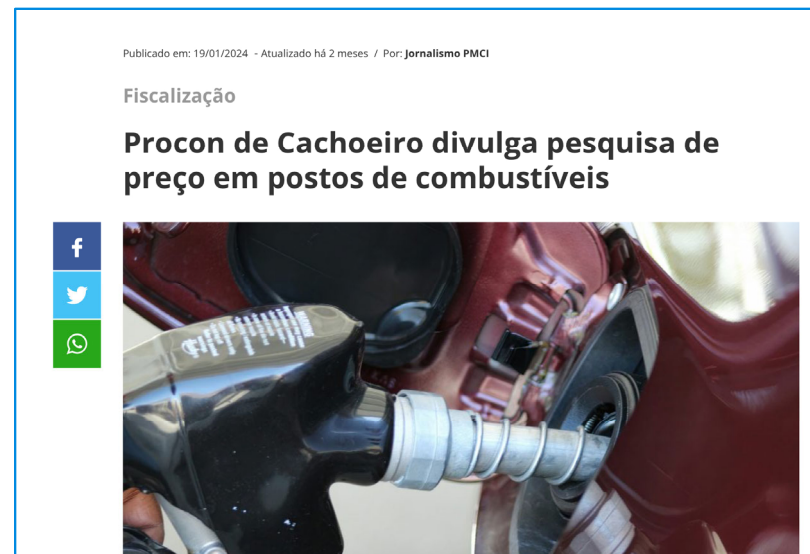 Publicado em: 19/01/2024 - Atualizado há 2 meses / Por: Jornalismo PMCI
Fiscalização
Procon de Cachoeiro divulga pesquisa de
preço em postos de combustíveis